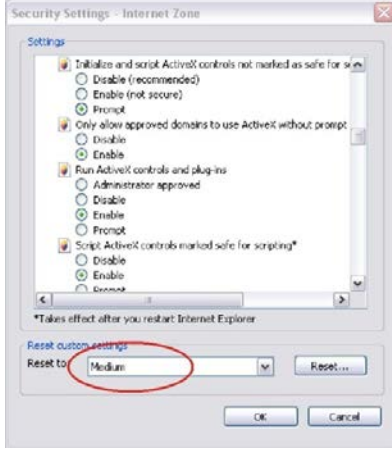 Security Settings - Internet Zone
Settings
Initialize and script ActiveX controls not marked as safe for s
Disable (recommended)
Enable (not secure)
Prompt
Only allow approved domains to use ActiveX without prompt
Disable
Enable
Run ActiveX controls and plug-ins
Administrator approved
Disable
Enable
Prompt
Script ActiveX controls marked safe for scripting*
Disable
Enable
Prompt
*Takes effect after you restart Internet Explorer
Reset custom settings
Reset to: Medium Reset...
OK Cancel